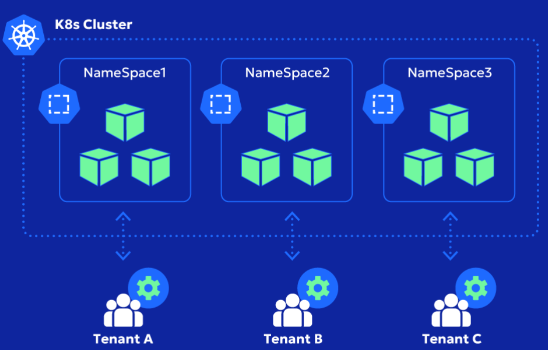 K8s Cluster
NameSpace1
NameSpace2
NameSpace3
Tenant A
Tenant B
Tenant C